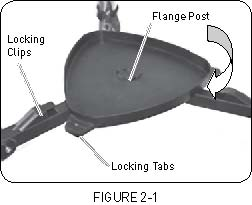 Flange Post
Locking
Clips
Locking Tabs
FIGURE 2-1